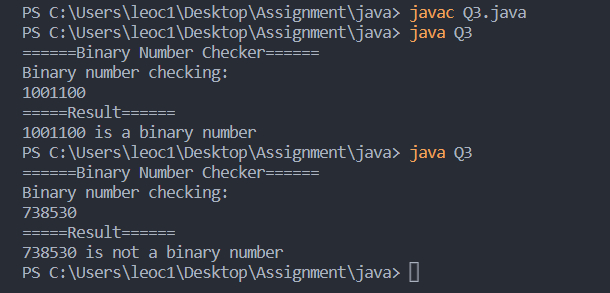 PS C:\Users\leoc1\Desktop\Assignment\java> javac Q3.java
PS C:\Users\leoc1\Desktop\Assignment\java> java Q3
======Binary Number Checker======
Binary number checking:
1001100
=====Result======
1001100 is a binary number
PS C:\Users\leoc1\Desktop\Assignment\java> java Q3
======Binary Number Checker======
Binary number checking:
738530
=====Result======
738530 is not a binary number
PS C:\Users\leoc1\Desktop\Assignment\java>